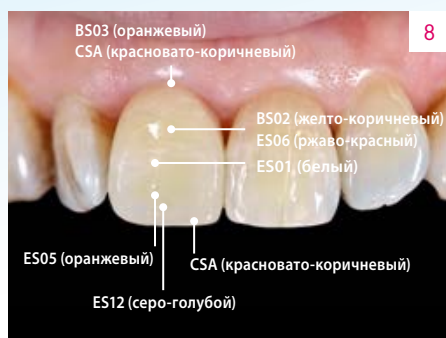 BS03 (оранжевый)
CSA (красновато-коричневый)
8
BS02 (желто-коричневый)
ES06 (ржаво-красный)
ES01 (белый)
ES05 (оранжевый)
CSA (красновато-коричневый)
ES12 (серо-голубой)